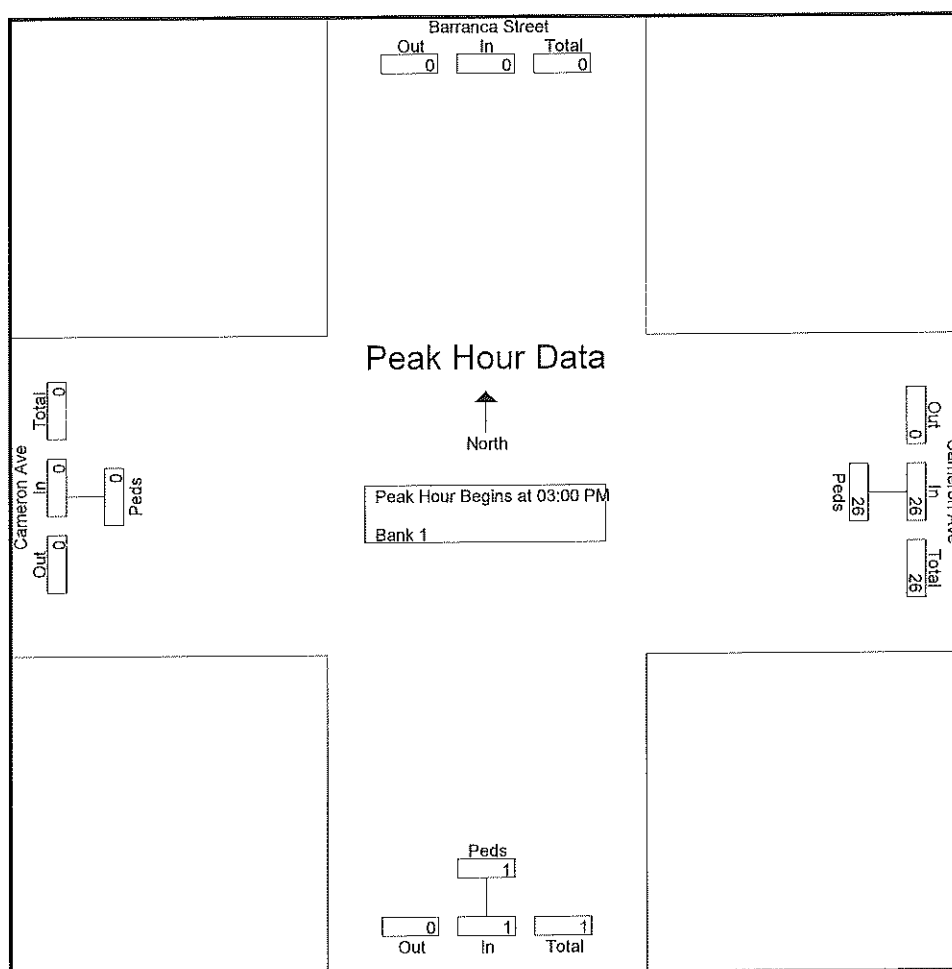 Barranca Street
Out In Total
0 0 0
Peak Hour Data
North
Peak Hour Begins at 03:00 PM
Bank 1
Cameron Ave
Out In Total
0 0 0
0
Peds
Out In Total
0 26 26
26
Peds
Peds
1
0 1 1
Out In Total